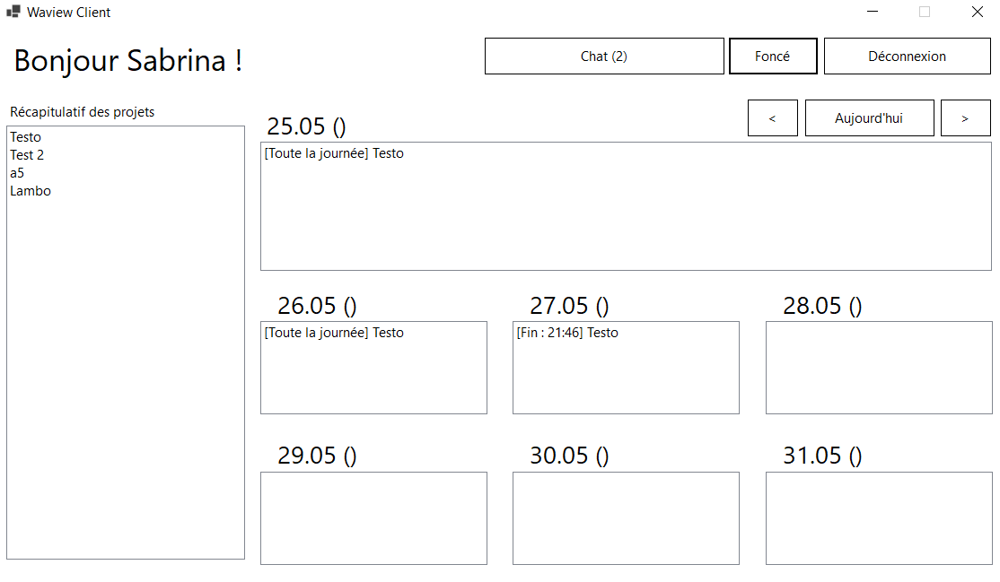 Waview Client
Bonjour Sabrina !
Chat (2)
Foncé
Déconnexion
Récapitulatif des projets
Testo
Test 2
a5
Lambo
25.05 ()
<
Aujourd'hui
>
[Toute la journée] Testo
26.05 ()
[Toute la journée] Testo
27.05 ()
[Fin : 21:46] Testo
28.05 ()
29.05 ()
30.05 ()
31.05 ()